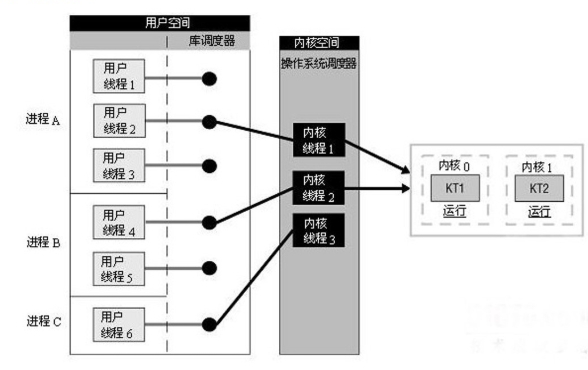 用户空间
库调度器
内核空间
操作系统调度器
进程A
用户
线程1
用户
线程2
用户
线程3
进程B
用户
线程4
用户
线程5
进程C
用户
线程6
内核
线程1
内核
线程2
内核
线程3
内核0
KT1
运行
内核1
KT2
运行